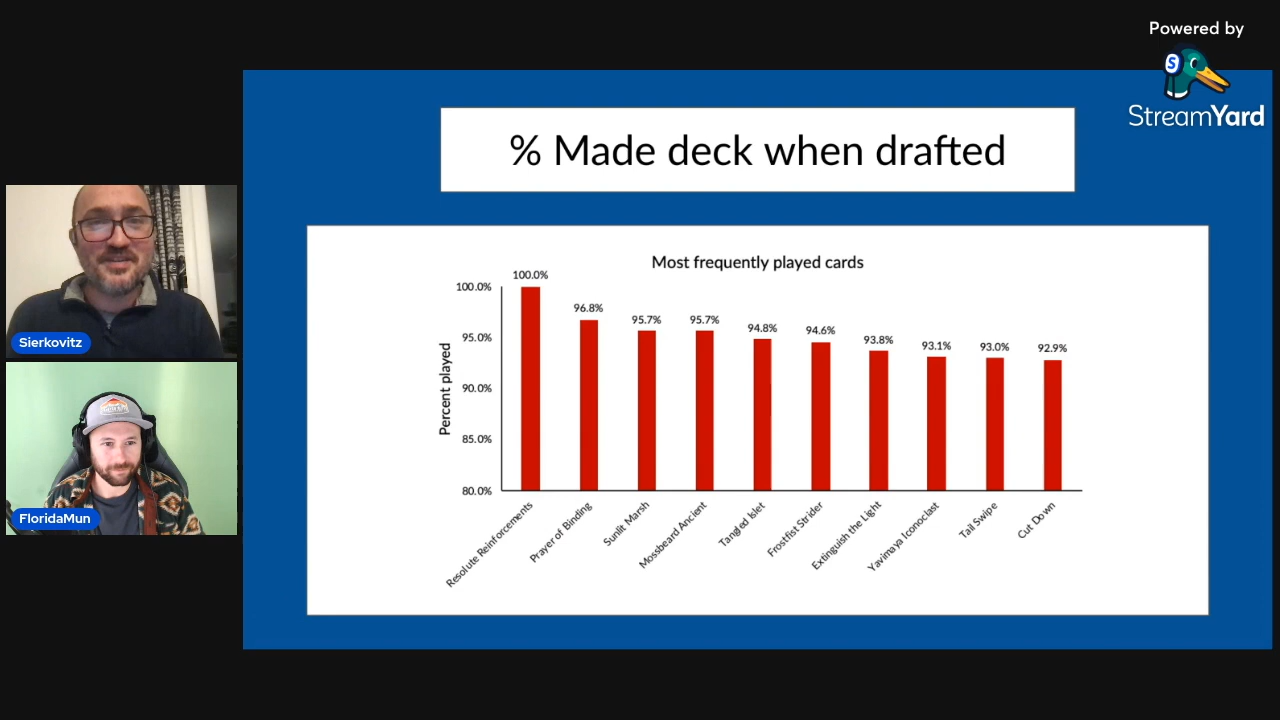 Powered by
S
StreamYard
% Made deck when drafted
Most frequently played cards
100.0%
96.8%
95.7%
95.7%
94.8%
94.6%
93.8%
93.1%
93.0%
92.9%
100.0%
95.0%
90.0%
85.0%
80.0%
Percent played
Resolute Reinforcements
Prayer of Binding
Sunlit Marsh
Mossbeard Ancient
Tangled Islet
Frostfist Strider
Extinguish the Light
Yavimaya Iconoclast
Tail Swipe
Cut Down
Sierkovitz
FloridaMun